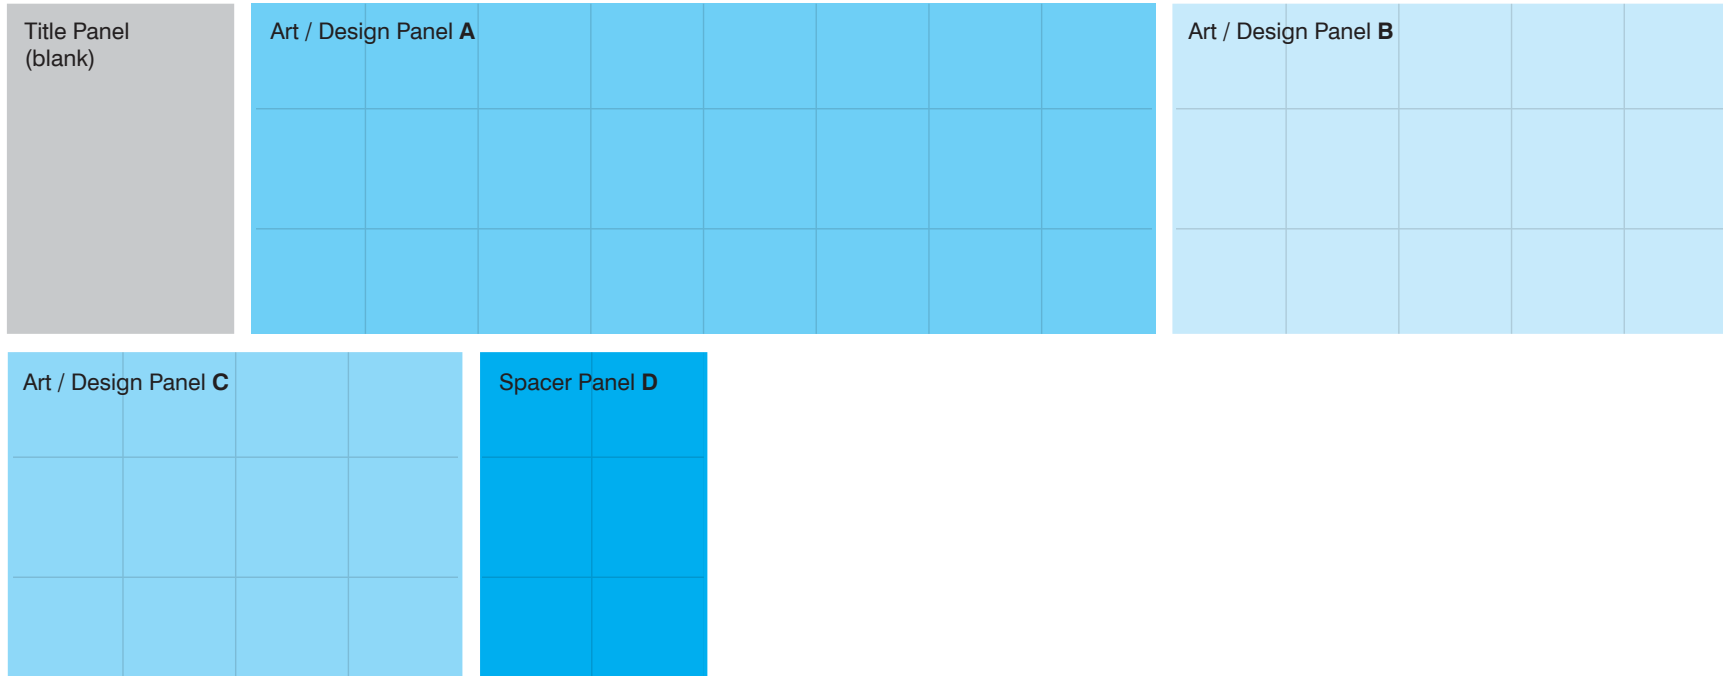 Title Panel
(blank)
Art / Design Panel A
Art / Design Panel B
Art / Design Panel C
Spacer Panel D